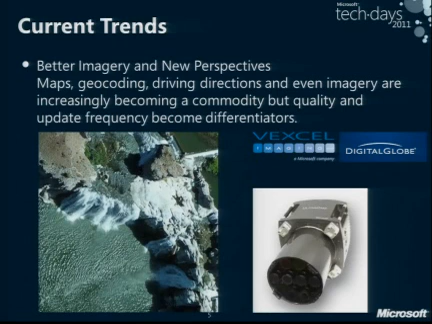 Microsoft
tech·days
2011
Current Trends
• Better Imagery and New Perspectives
Maps, geocoding, driving directions and even imagery are
increasingly becoming a commodity but quality and
update frequency become differentiators.
VEXCEL
IMAGING
a Microsoft company
DIGITALGLOBE
Microsoft